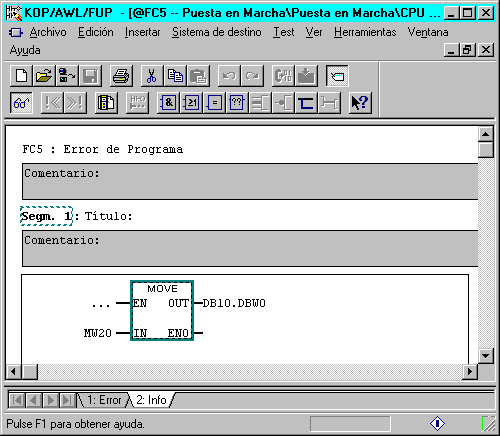 KOP/AWL/FUP - [@FC5 -- Puesta en Marcha\Puesta en Marcha\CPU ...
Archivo Edición Insertar Sistema de destino Test Ver Herramientas Ventana
Ayuda
& ≥1 = ??
FC5 : Error de Programa
Comentario:
Segm. 1: Título:
Comentario:
MOVE
... EN OUT DB10.DBW0
MW20 IN ENO
1: Error 2: Info
Pulse F1 para obtener ayuda.